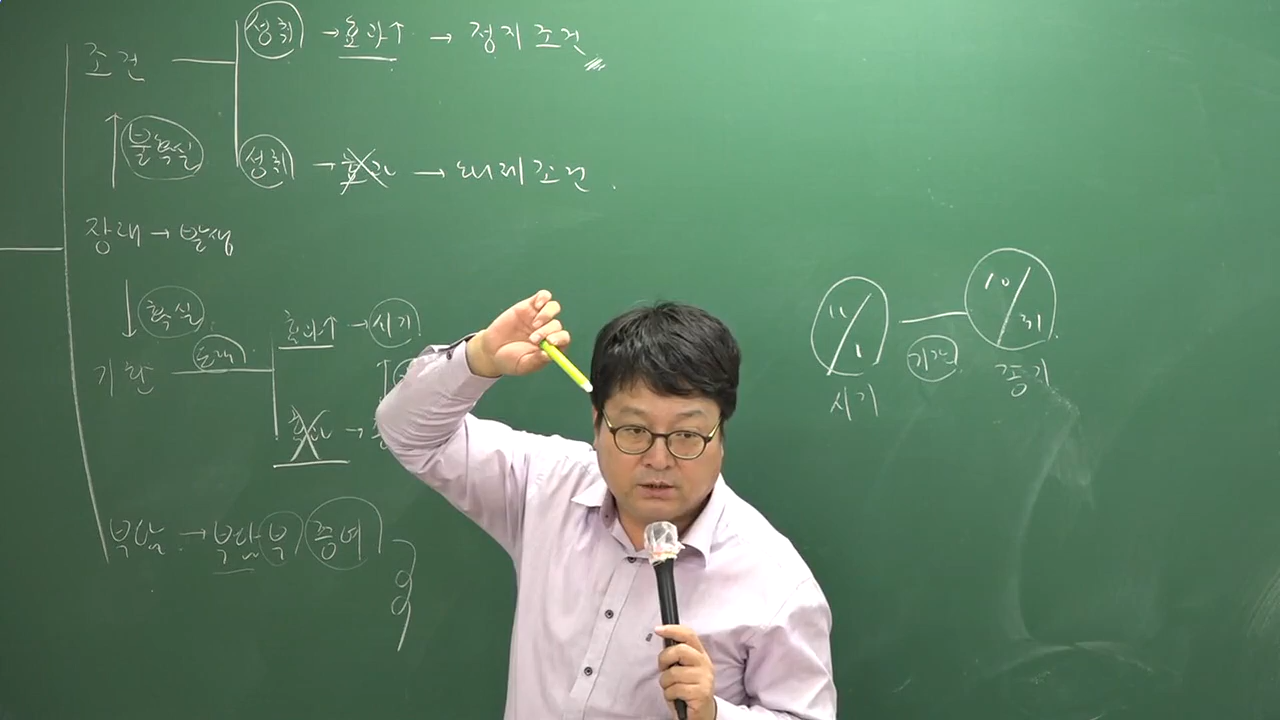 조건
성취 → 효과↑ → 정지조건
불확실
성취 → 효과 → 해제조건
장래 → 발생
확실
기한
도래
효과↑ → 시기
효과 →
부담 → 부담부 증여
11/1
시기
기간
10/31
종기